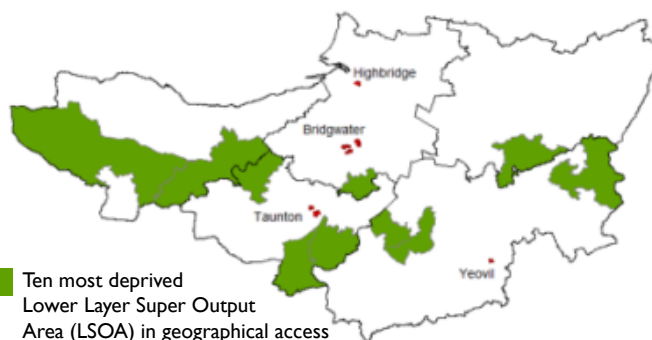 Highbridge
Bridgwater
Taunton
Yeovil
Ten most deprived
Lower Layer Super Output
Area (LSOA) in geographical access